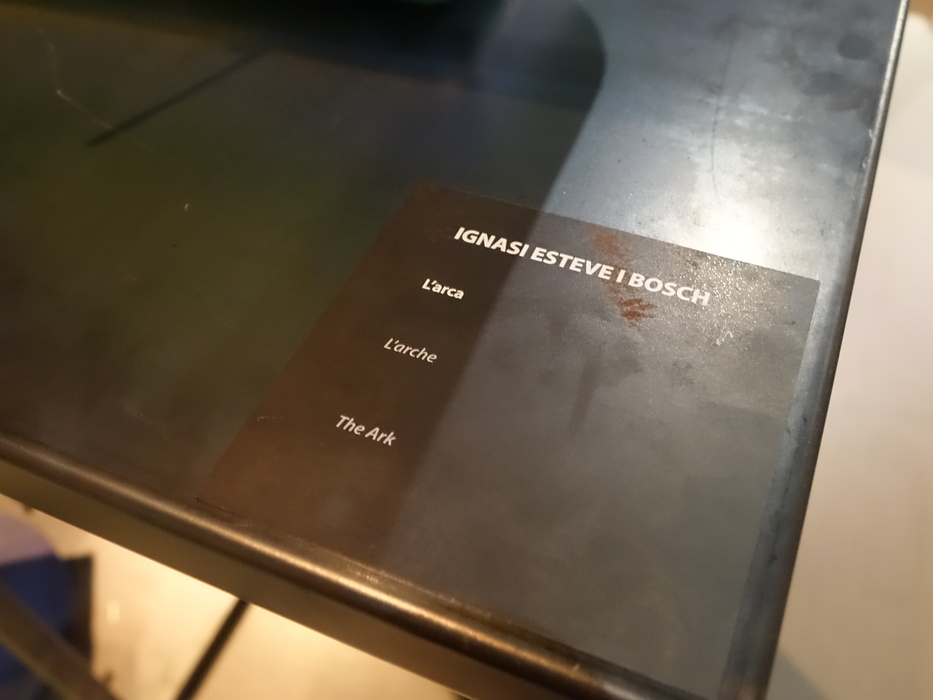 IGNASI ESTEVE I BOSCH
L'arca
L'arche
The Ark